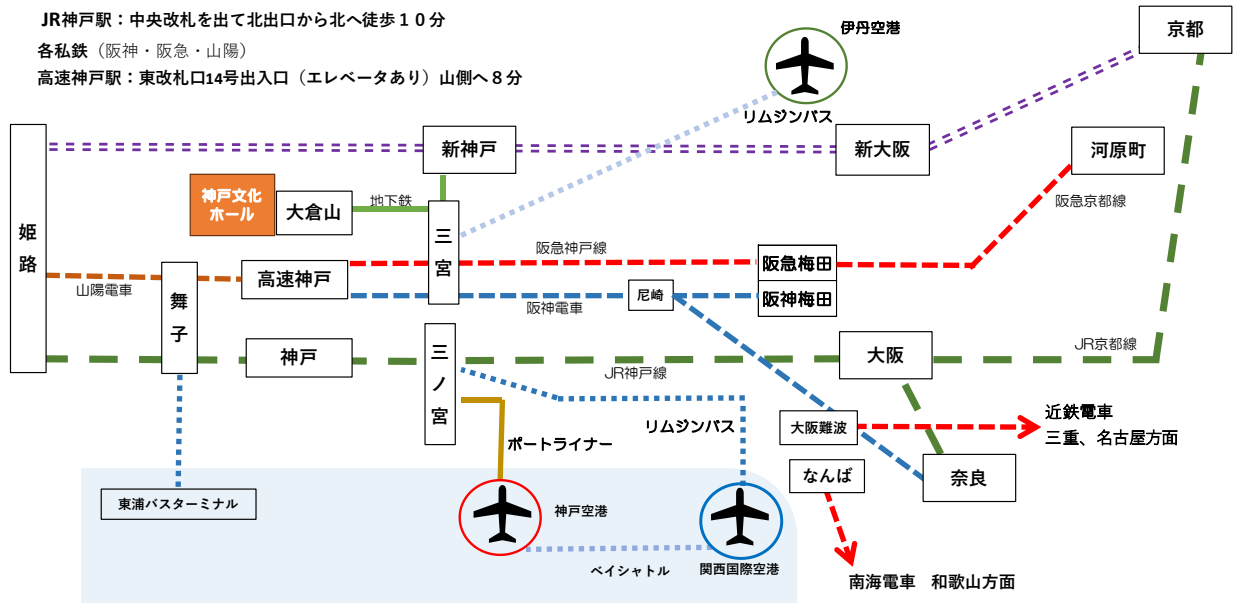 JR神戸駅：中央改札を出て北出口から北へ徒歩１０分
各私鉄（阪神・阪急・山陽）
高速神戸駅：東改札口14号出入口（エレベータあり）山側へ８分
伊丹空港
京都
リムジンバス
新神戸
新大阪
河原町
神戸文化
ホール
大倉山
地下鉄
阪急京都線
姫路
三宮
阪急神戸線
阪急梅田
高速神戸
山陽電車
舞子
尼崎
阪神梅田
阪神電車
神戸
三ノ宮
大阪
JR京都線
JR神戸線
リムジンバス
大阪難波
近鉄電車
三重、名古屋方面
ポートライナー
なんば
奈良
東浦バスターミナル
神戸空港
ベイシャトル
関西国際空港
南海電車　和歌山方面